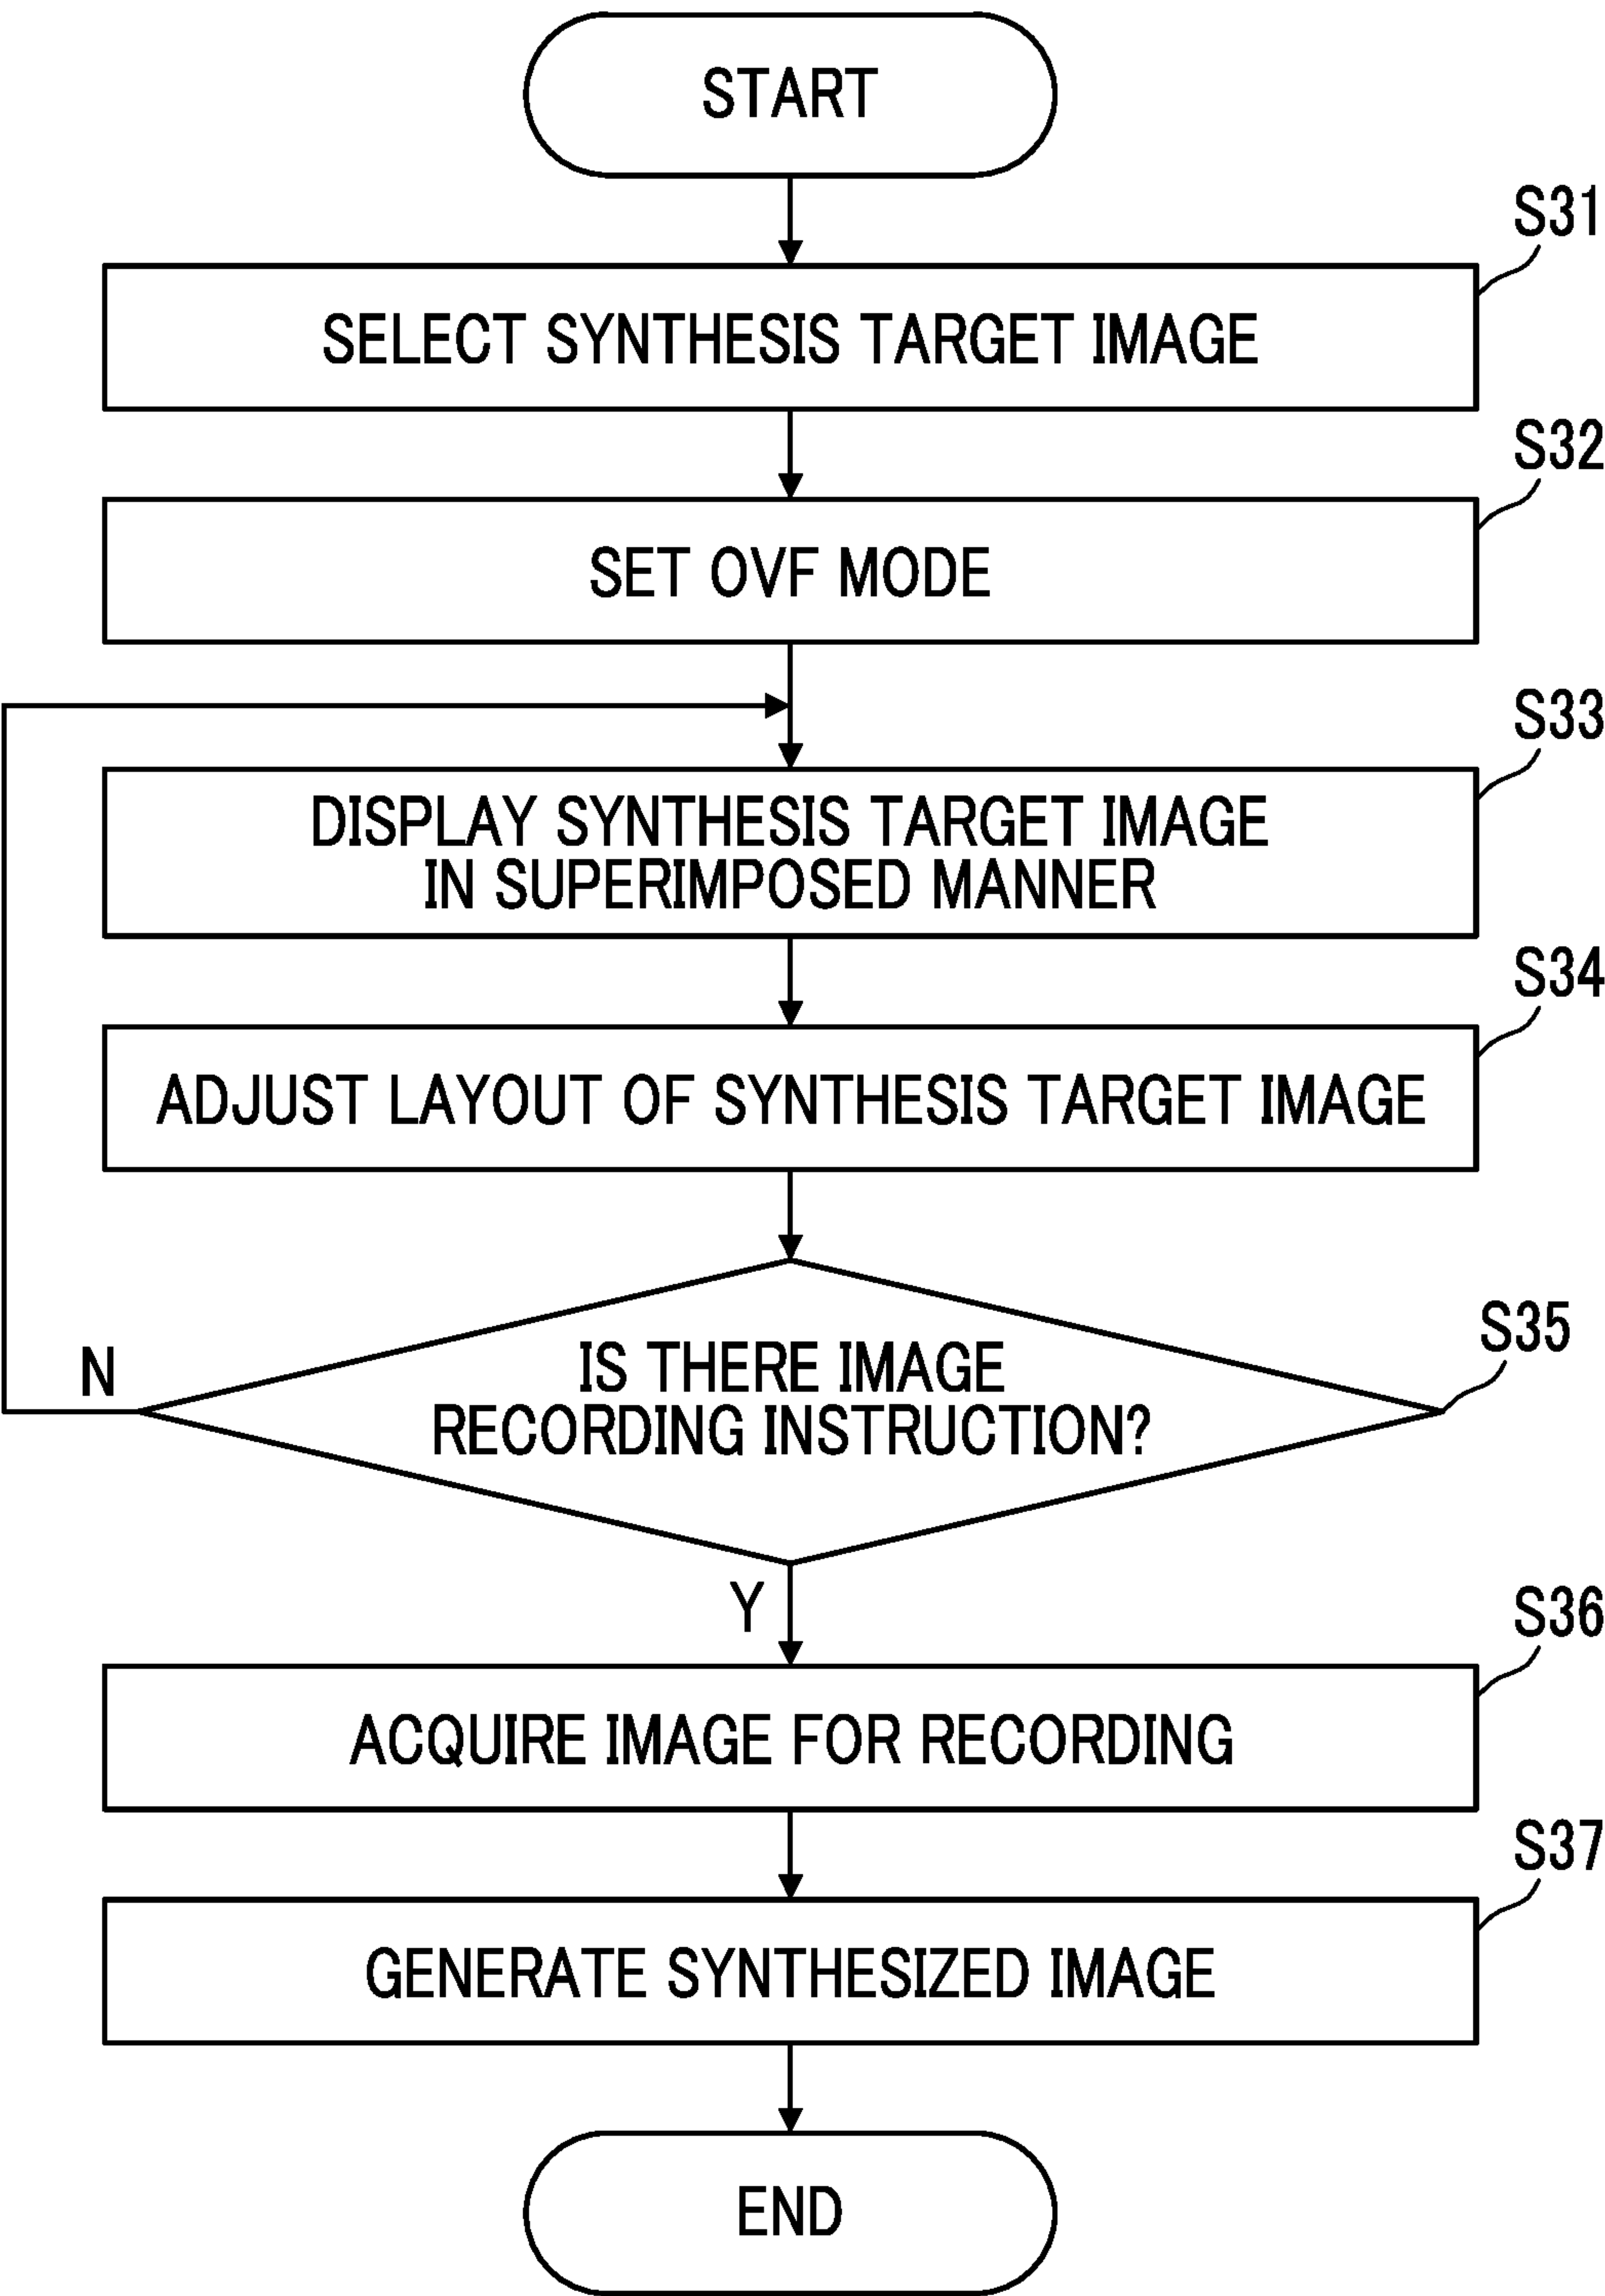 START
S31
SELECT SYNTHESIS TARGET IMAGE
S32
SET OVF MODE
S33
DISPLAY SYNTHESIS TARGET IMAGE
IN SUPERIMPOSED MANNER
S34
ADJUST LAYOUT OF SYNTHESIS TARGET IMAGE
S35
N
IS THERE IMAGE
RECORDING INSTRUCTION?
Y
S36
ACQUIRE IMAGE FOR RECORDING
S37
GENERATE SYNTHESIZED IMAGE
END